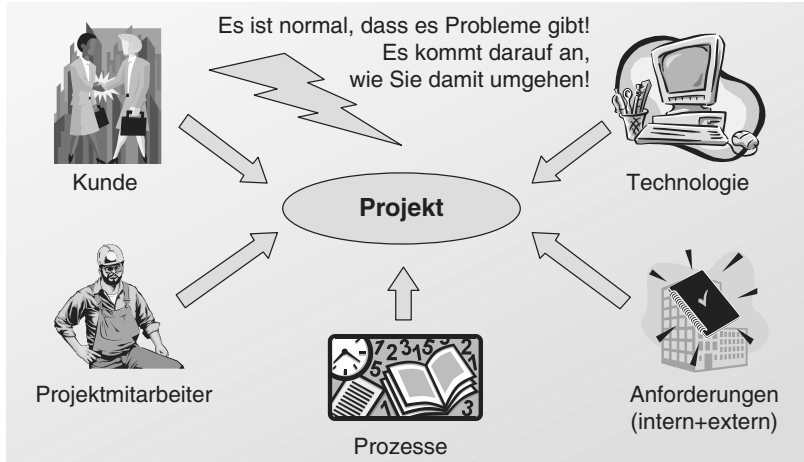 Es ist normal, dass es Probleme gibt!
Es kommt darauf an,
wie Sie damit umgehen!
Kunde
Technologie
Projekt
Projektmitarbeiter
Prozesse
Anforderungen
(intern+extern)